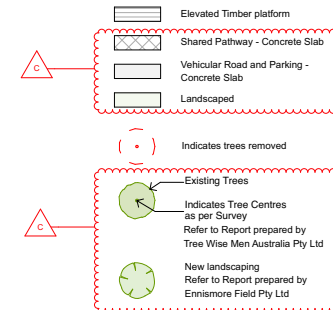 Elevated Timber platform
Shared Pathway - Concrete Slab
C
Vehicular Road and Parking -
Concrete Slab
Landscaped
Indicates trees removed
Existing Trees
Indicates Tree Centres
as per Survey
Refer to Report prepared by
Tree Wise Men Australia Pty Ltd
C
New landscaping
Refer to Report prepared by
Ennismore Field Pty Ltd